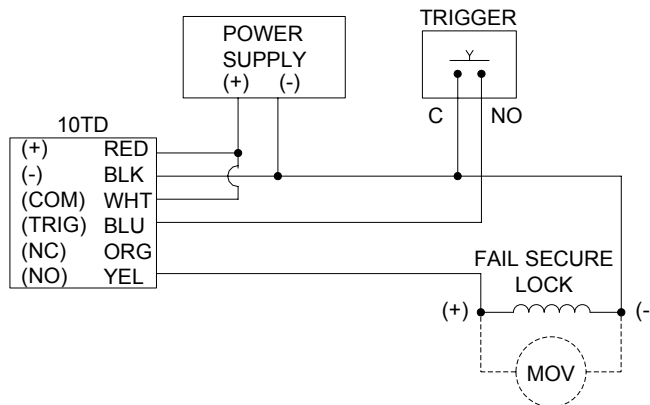 TRIGGER
POWER
SUPPLY
(+) (-)
C NO
10TD
(+) RED
(-) BLK
(COM) WHT
(TRIG) BLU
(NC) ORG
(NO) YEL
FAIL SECURE
LOCK
(+) (-
MOV